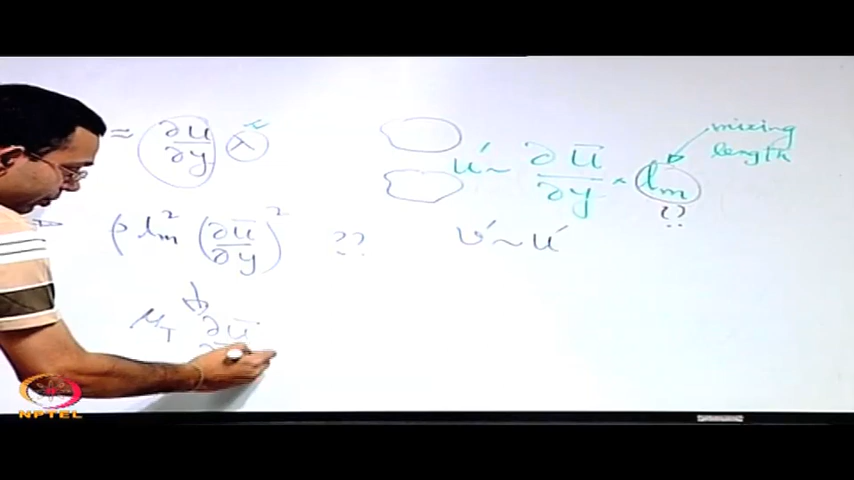 ≈ ∂u/∂y λ
u′ ~ ∂ū/∂y × lm
mixing
length
??
ρ lm² (∂ū/∂y)² ??
v′ ~ u′
μT ∂ū
NPTEL